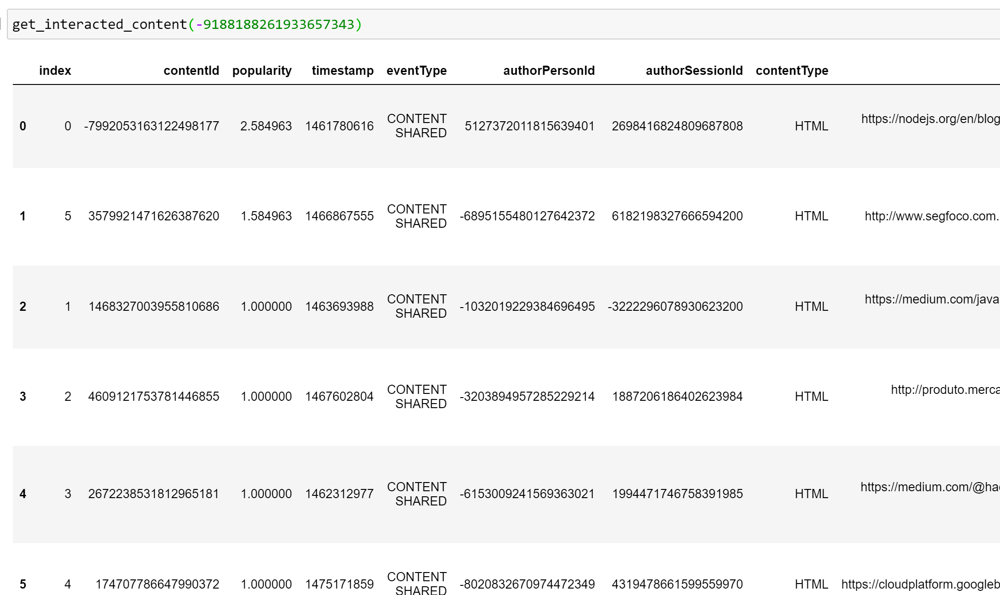 get_interacted_content(-9188188261933657343)
index contentId popularity timestamp eventType authorPersonId authorSessionId contentType
0 0 -7992053163122498177 2.584963 1461780616 CONTENT SHARED 5127372011815639401 2698416824809687808 HTML https://nodejs.org/en/blog
1 5 3579921471626387620 1.584963 1466867555 CONTENT SHARED -6895155480127642372 6182198327666594200 HTML http://www.segfoco.com.
2 1 1468327003955810686 1.000000 1463693988 CONTENT SHARED -1032019229384696495 -3222296078930623200 HTML https://medium.com/java
3 2 4609121753781446855 1.000000 1467602804 CONTENT SHARED -3203894957285229214 1887206186402623984 HTML http://produto.merca
4 3 2672238531812965181 1.000000 1462312977 CONTENT SHARED -6153009241569363021 1994471746758391985 HTML https://medium.com/@hac
5 4 174707786647990372 1.000000 1475171859 CONTENT SHARED -8020832670974472349 4319478661599559970 HTML https://cloudplatform.googleb